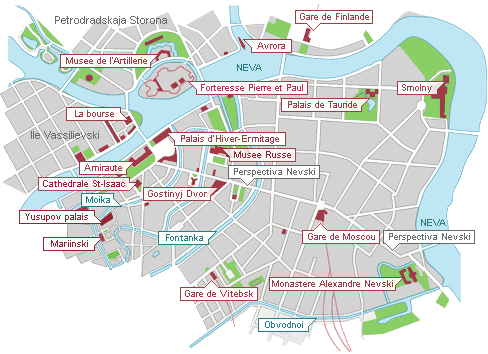 Gare de Finlande
Petrodradskaja Storona
Avrora
Musee de l'Artillerie
NEVA
Forteresse Pierre et Paul
Smolny
Palais de Tauride
La bourse
Ile Vassilievski
Palais d'Hiver-Ermitage
Musee Russe
Amiraute
Perspectiva Nevski
Cathedrale St-Isaac
Gostinyj Dvor
Moika
Yusupov palais
NEVA
Fontanka
Gare de Moscou
Perspectiva Nevski
Mariinski
Monastere Alexandre Nevski
Gare de Vitebsk
Obvodnoi